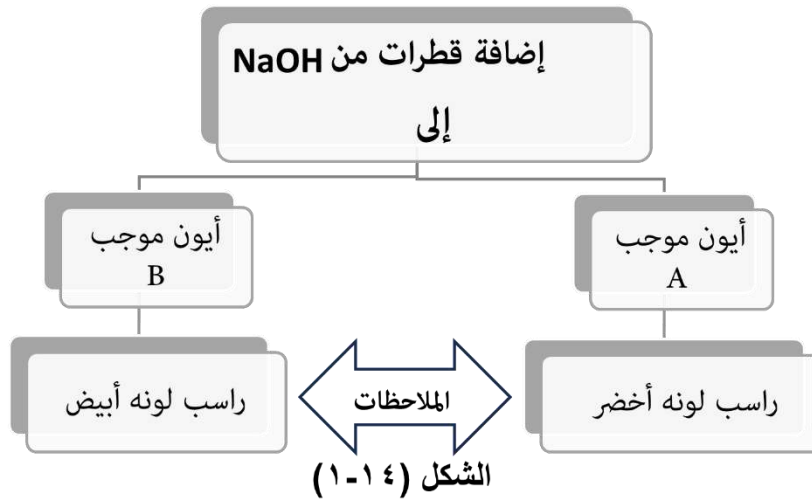 إضافة قطرات من NaOH
إلى
أيون موجب
A
أيون موجب
B
راسب لونه أخضر
الملاحظات
راسب لونه أبيض
الشكل (١٤-١)